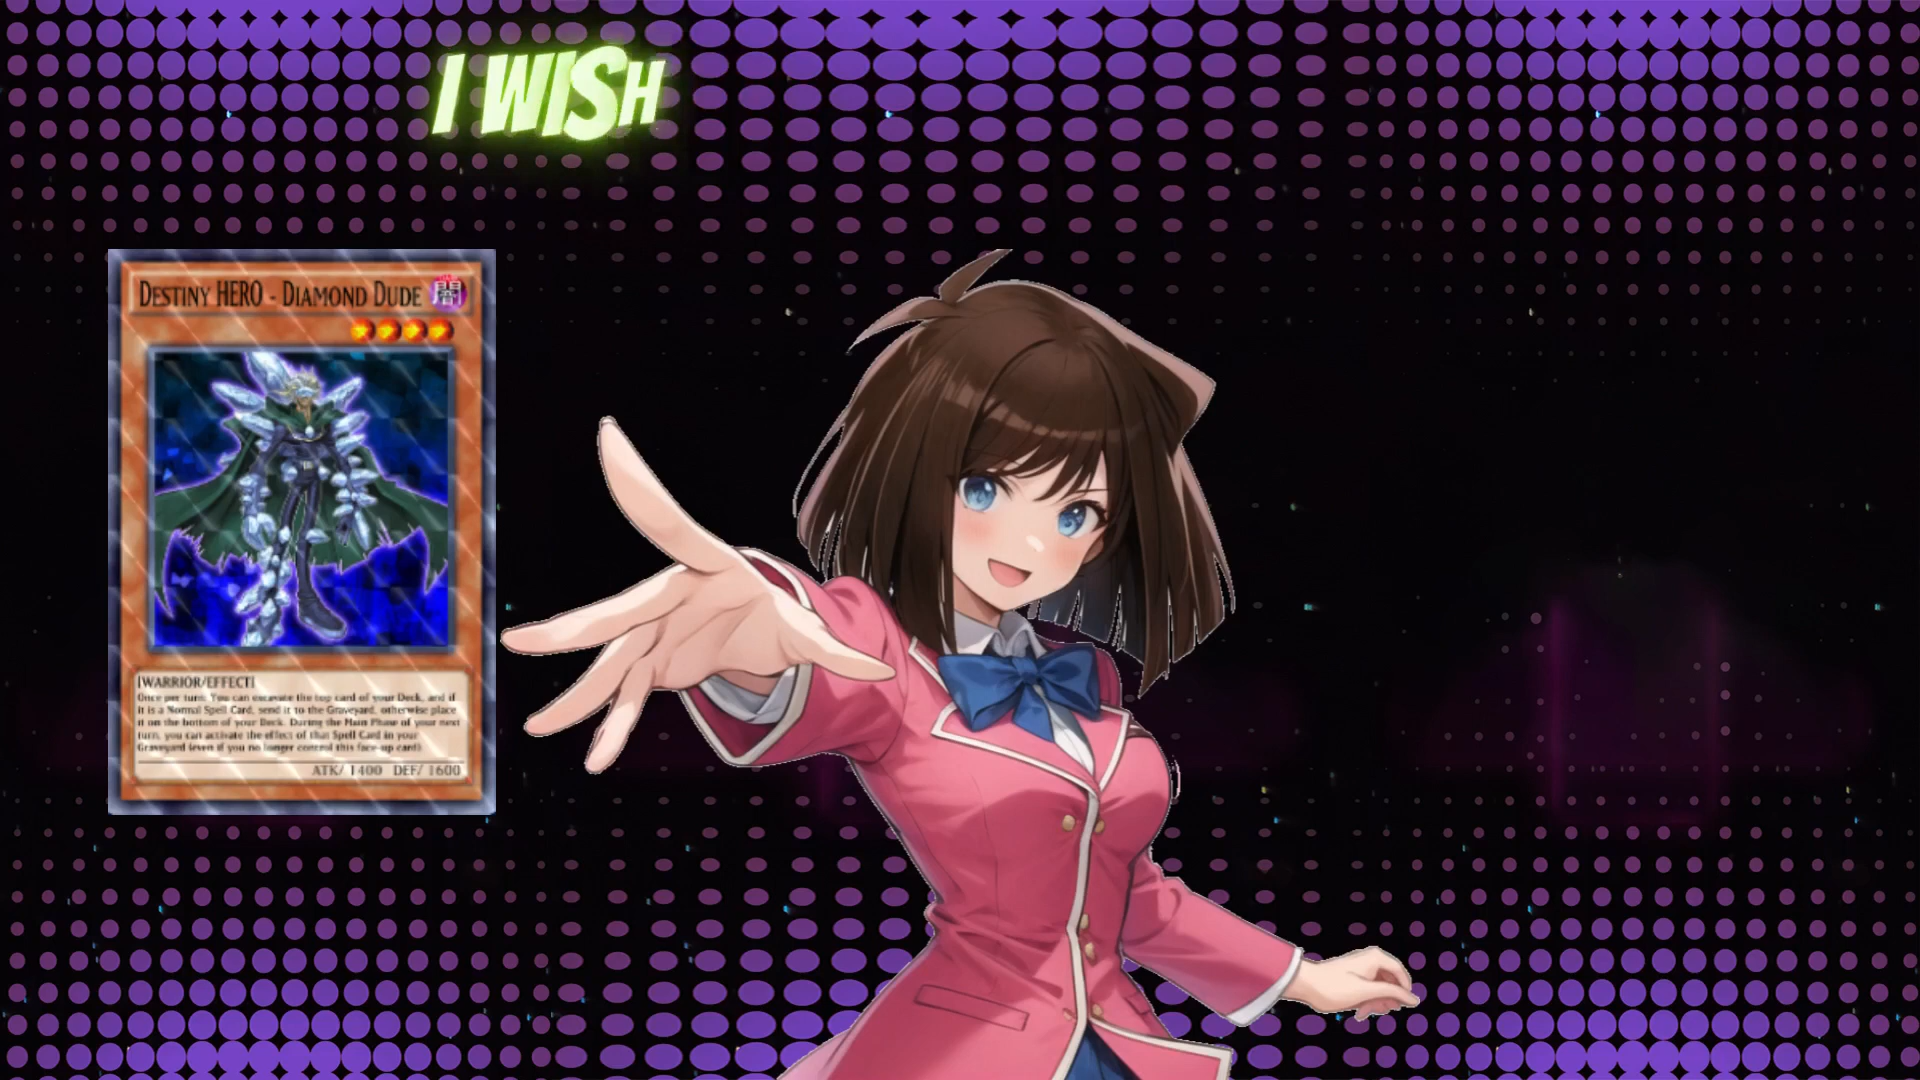 I WISH
DESTINY HERO - DIAMOND DUDE 闇
[WARRIOR/EFFECT]
Once per turn: You can excavate the top card of your Deck, and if
it is a Normal Spell Card, send it to the Graveyard, otherwise place
it on the bottom of your Deck. During the Main Phase of your next
turn, you can activate the effect of that Spell Card in your
Graveyard (even if you no longer control this face-up card).
ATK/ 1400 DEF/ 1600